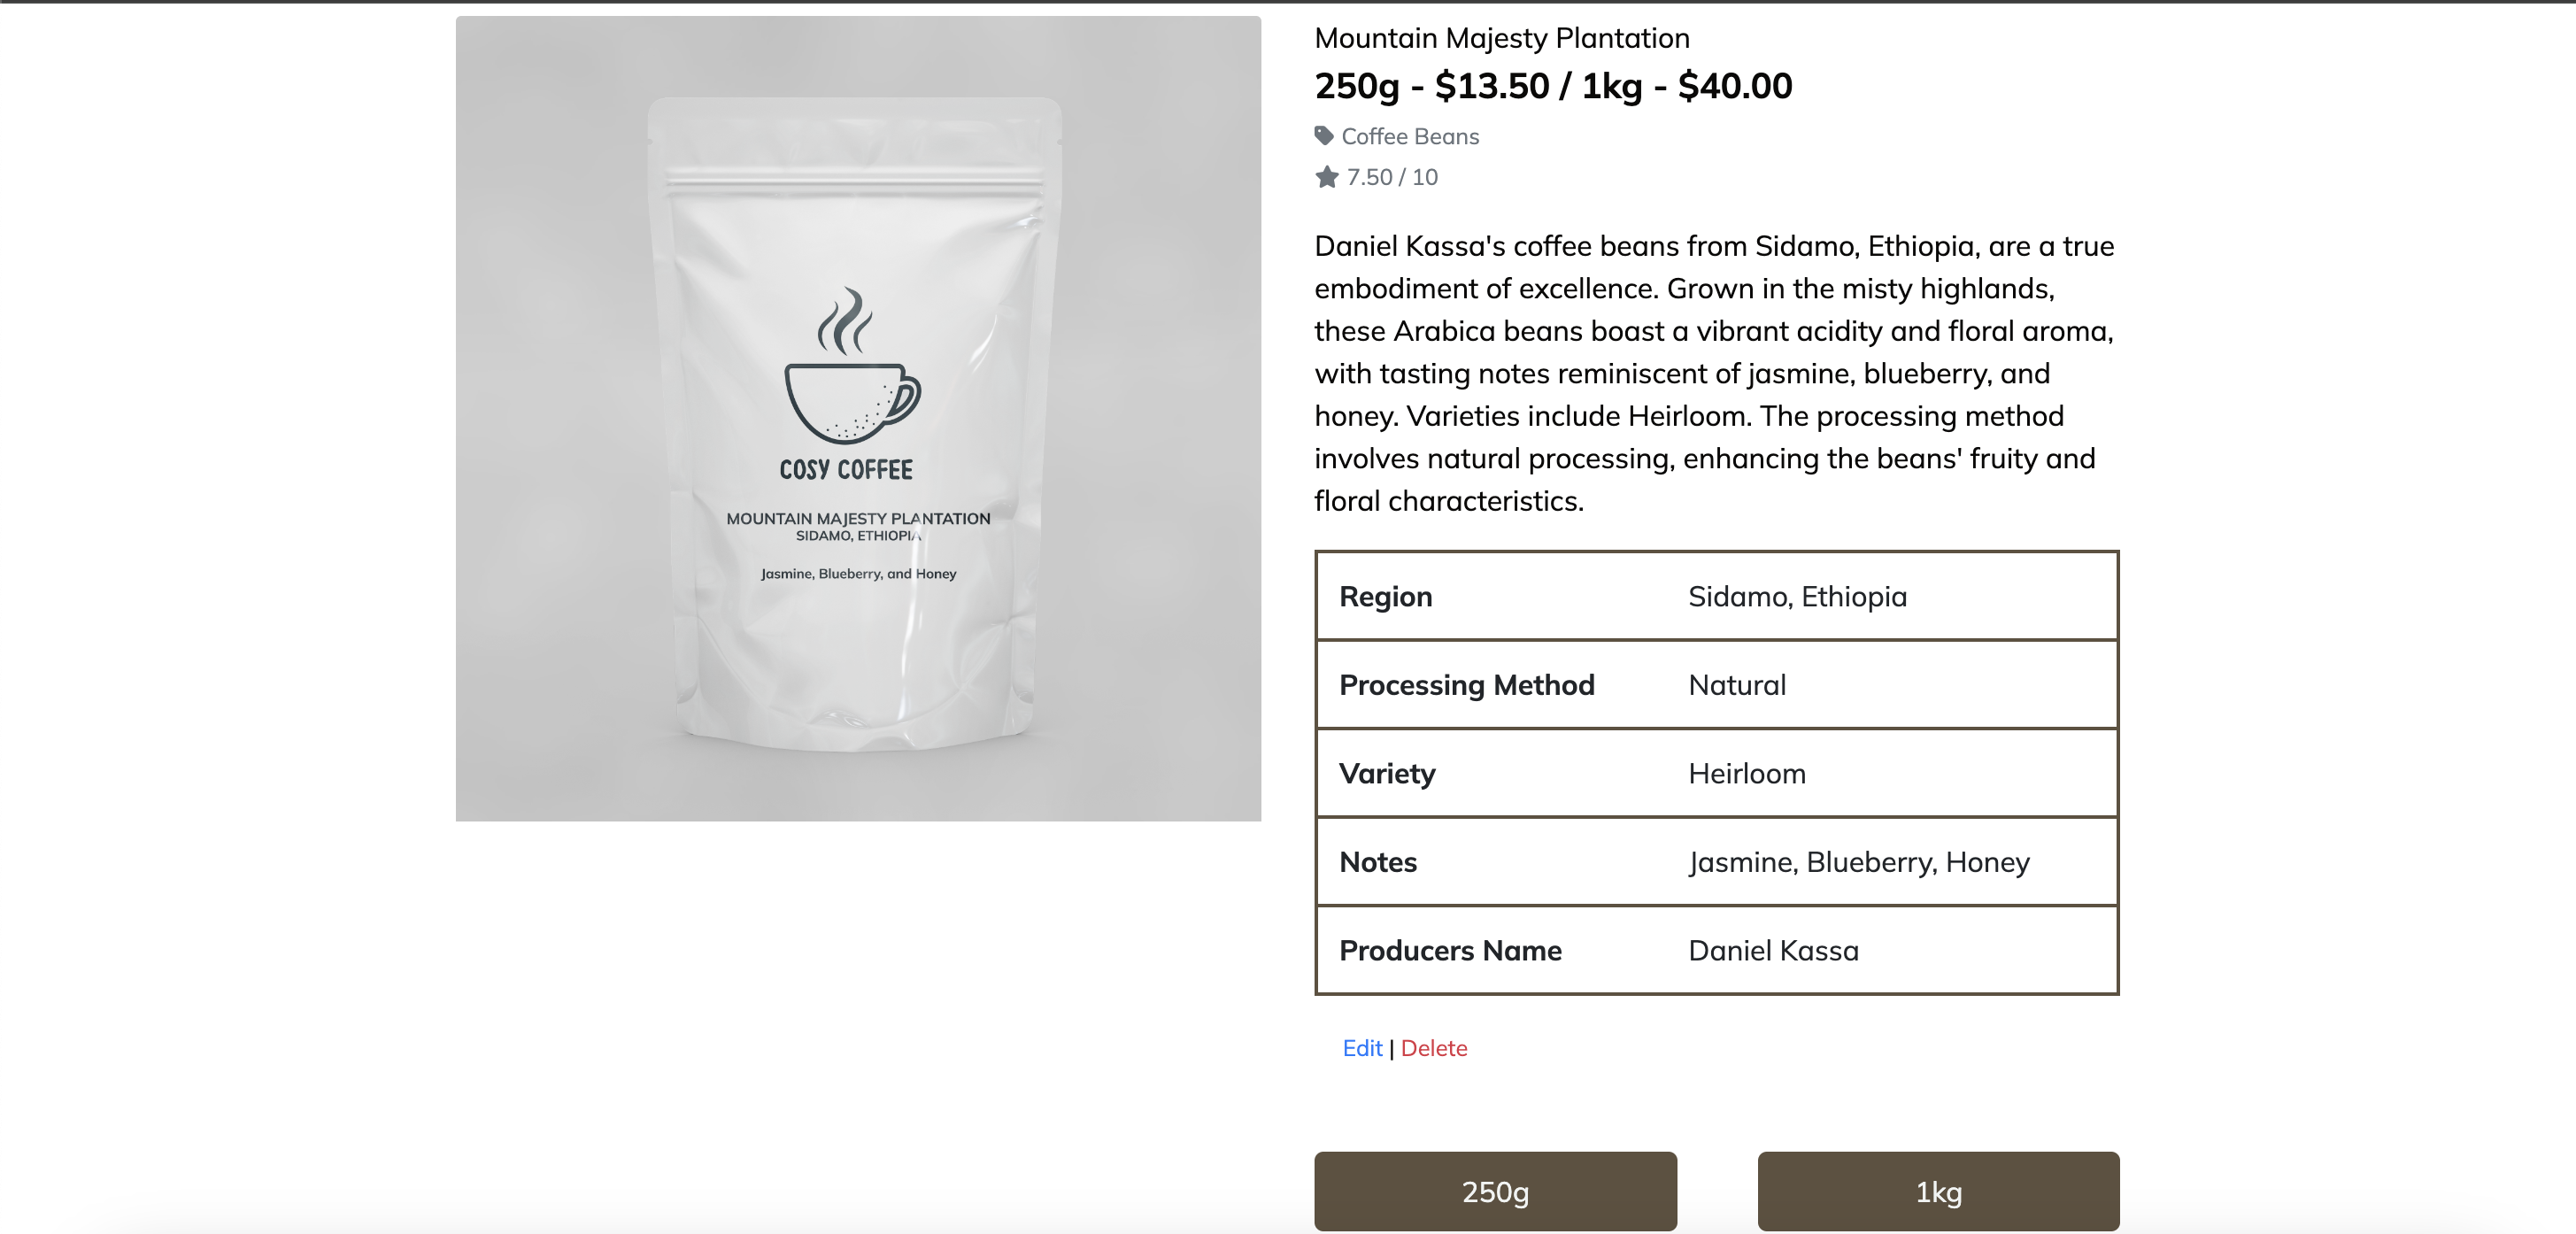 COSY COFFEE
MOUNTAIN MAJESTY PLANTATION
SIDAMO, ETHIOPIA
Jasmine, Blueberry, and Honey
Mountain Majesty Plantation
250g - $13.50 / 1kg - $40.00
Coffee Beans
7.50 / 10
Daniel Kassa's coffee beans from Sidamo, Ethiopia, are a true
embodiment of excellence. Grown in the misty highlands,
these Arabica beans boast a vibrant acidity and floral aroma,
with tasting notes reminiscent of jasmine, blueberry, and
honey. Varieties include Heirloom. The processing method
involves natural processing, enhancing the beans' fruity and
floral characteristics.
Region Sidamo, Ethiopia
Processing Method Natural
Variety Heirloom
Notes Jasmine, Blueberry, Honey
Producers Name Daniel Kassa
Edit | Delete
250g 1kg